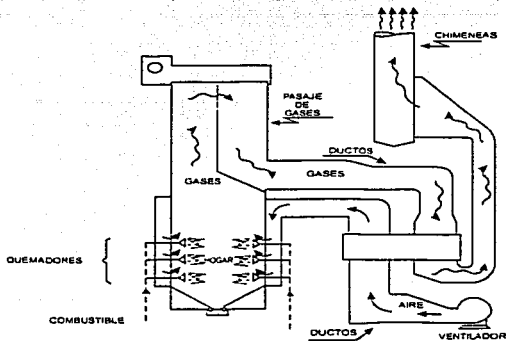 CHIMENEAS
PASAJE
DE
GASES
DUCTOS
GASES
GASES
QUEMADORES
HOGAR
COMBUSTIBLE
AIRE
DUCTOS
VENTILADOR